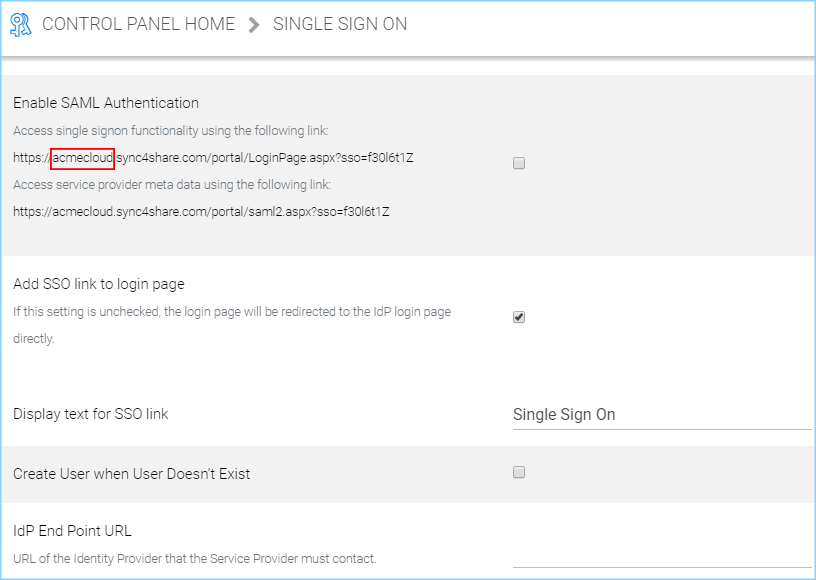 CONTROL PANEL HOME > SINGLE SIGN ON
Enable SAML Authentication
Access single signon functionality using the following link:
https://acmecloud.sync4share.com/portal/LoginPage.aspx?sso=f30l6t1Z
Access service provider meta data using the following link:
https://acmecloud.sync4share.com/portal/saml2.aspx?sso=f30l6t1Z
Add SSO link to login page
If this setting is unchecked, the login page will be redirected to the IdP login page
directly.
Display text for SSO link
Single Sign On
Create User when User Doesn't Exist
IdP End Point URL
URL of the Identity Provider that the Service Provider must contact.